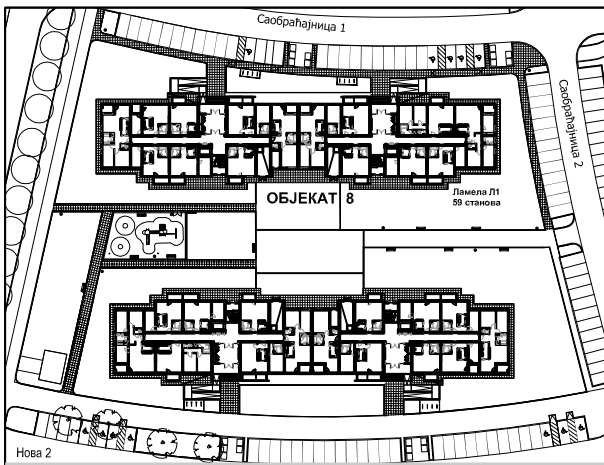 Саобраћајница 1
Саобраћајница 2
ОБЈЕКАТ 8
Ламела Л1
59 станова
Нова 2